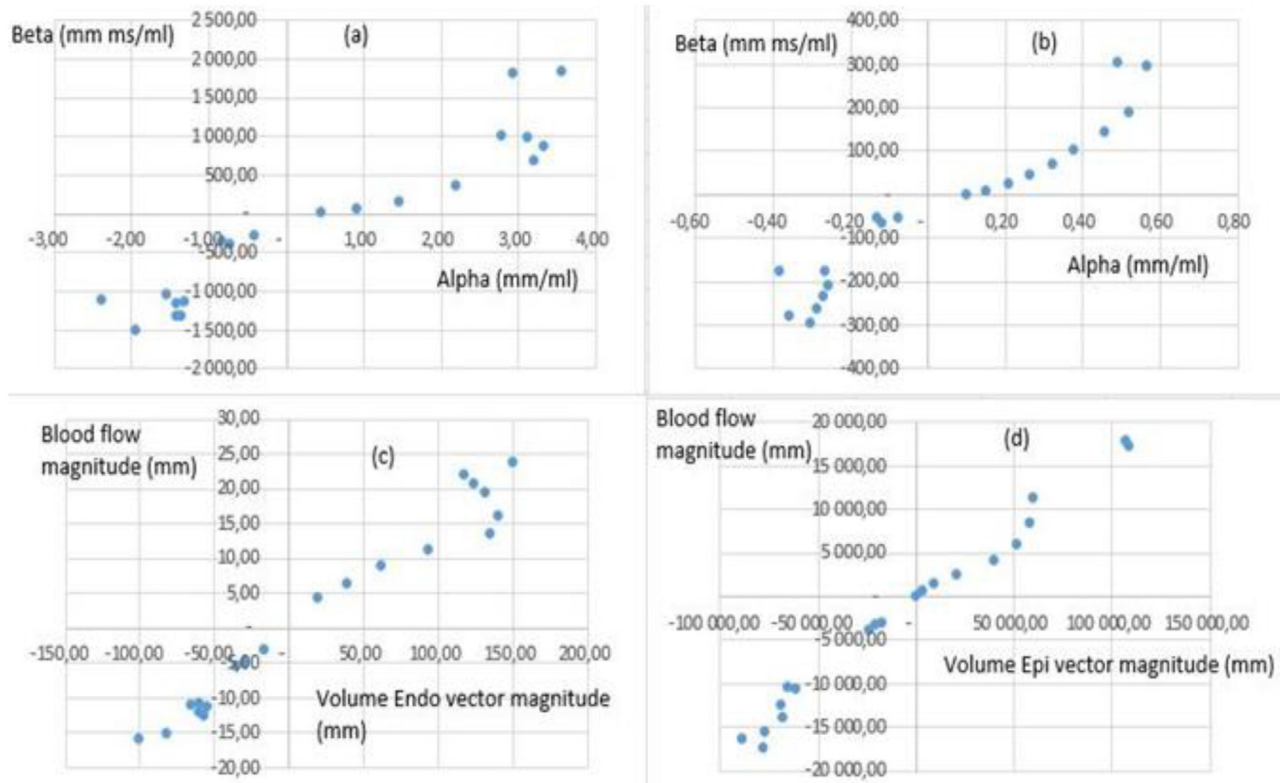 2 500,00
Beta (mm ms/ml)
(a)
2 000,00
1 500,00
1 000,00
500,00
-
-3,00 -2,00 -1,00 - 1,00 2,00 3,00 4,00
-500,00
Alpha (mm/ml)
-1 000,00
-1 500,00
-2 000,00
400,00
Beta (mm ms/ml)
(b)
300,00
200,00
100,00
-
-0,60 -0,40 -0,20 - 0,20 0,40 0,60 0,80
-100,00
Alpha (mm/ml)
-200,00
-300,00
-400,00
30,00
Blood flow
magnitude (mm)
(c)
25,00
20,00
15,00
10,00
5,00
-
-150,00 -100,00 -50,00 - 50,00 100,00 150,00 200,00
-5,00
Volume Endo vector magnitude
(mm)
-10,00
-15,00
-20,00
20 000,00
Blood flow
magnitude (mm)
(d)
15 000,00
10 000,00
5 000,00
-
-100 000,00 -50 000,00 - 50 000,00 100 000,00 150 000,00
-5 000,00
Volume Epi vector magnitude (mm)
-10 000,00
-15 000,00
-20 000,00